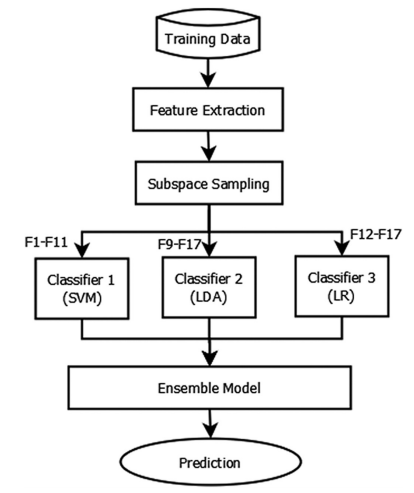 Training Data
Feature Extraction
Subspace Sampling
F1-F11
F9-F17
F12-F17
Classifier 1
(SVM)
Classifier 2
(LDA)
Classifier 3
(LR)
Ensemble Model
Prediction